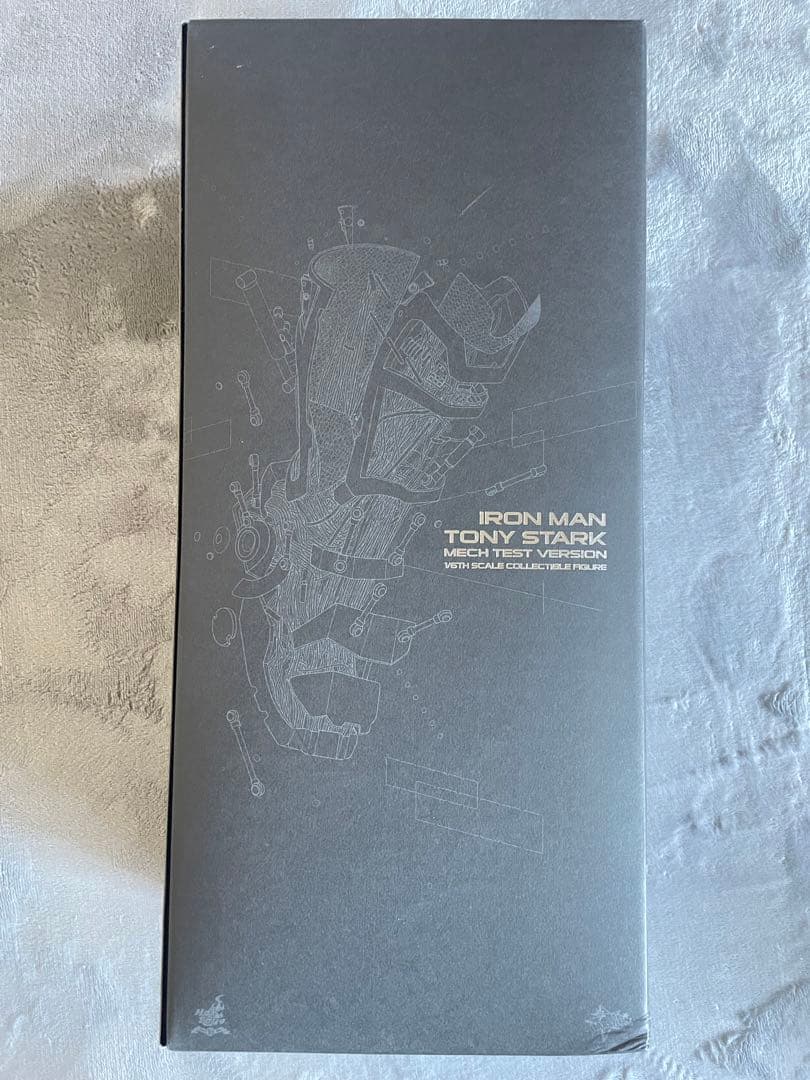 IRON MAN
TONY STARK
MECH TEST VERSION
1/6TH SCALE COLLECTIBLE FIGURE